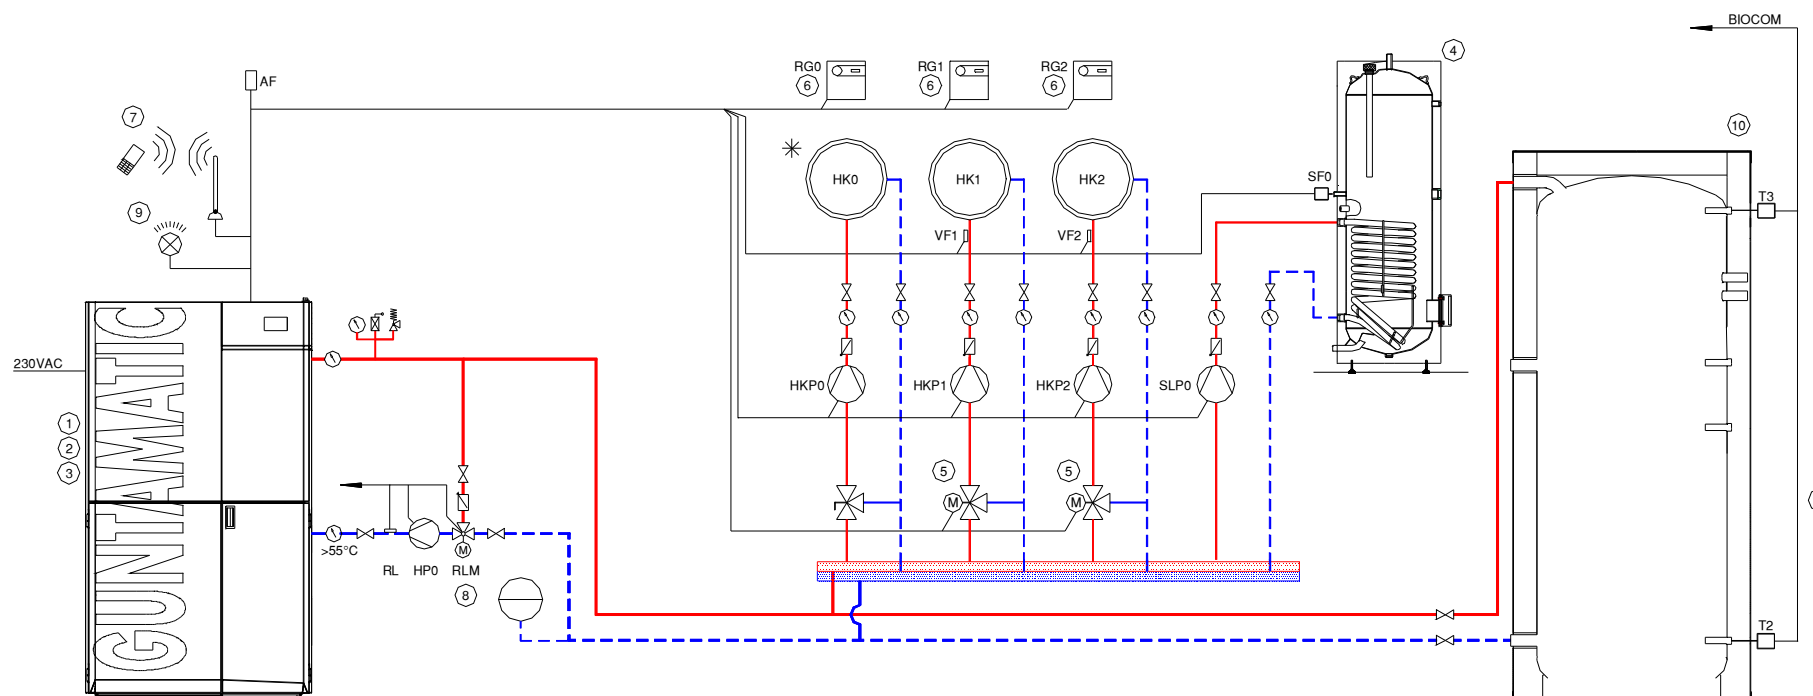 BIOCOM
4
RG0
RG1
RG2
6
6
6
AF
7
10
HK0
HK1
HK2
SF0
T3
9
VF1
VF2
GUNTAMATIC
230VAC
HKP0
HKP1
HKP2
SLP0
1
2
3
5
5
M
M
>55°C
M
RL
HP0
RLM
8
T2